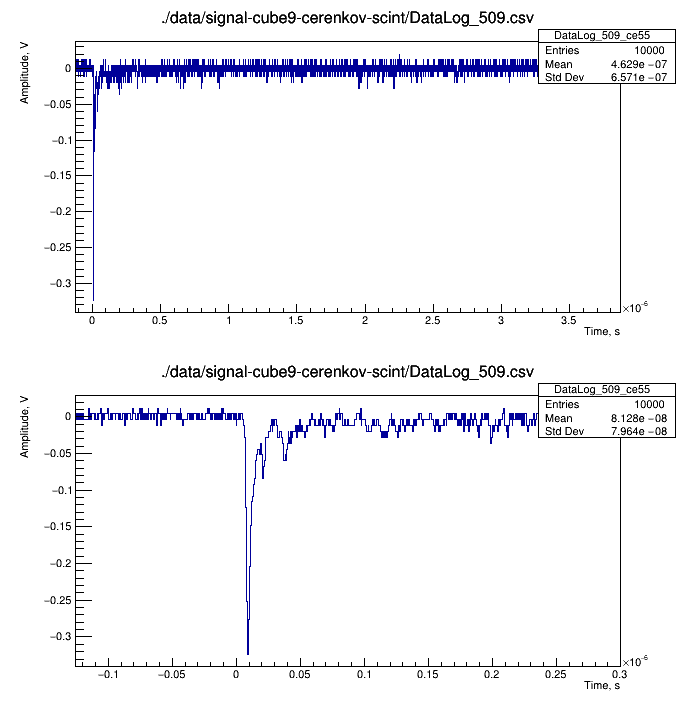 ./data/signal-cube9-cerenkov-scint/DataLog_509.csv
DataLog_509_ce55
Entries 10000
Mean 4.629e −07
Std Dev 6.571e −07
Amplitude, V
0
−0.05
−0.1
−0.15
−0.2
−0.25
−0.3
0 0.5 1 1.5 2 2.5 3 3.5
×10⁻⁶
Time, s
./data/signal-cube9-cerenkov-scint/DataLog_509.csv
DataLog_509_ce55
Entries 10000
Mean 8.128e −08
Std Dev 7.964e −08
Amplitude, V
0
−0.05
−0.1
−0.15
−0.2
−0.25
−0.3
−0.1 −0.05 0 0.05 0.1 0.15 0.2 0.25 0.3
×10⁻⁶
Time, s